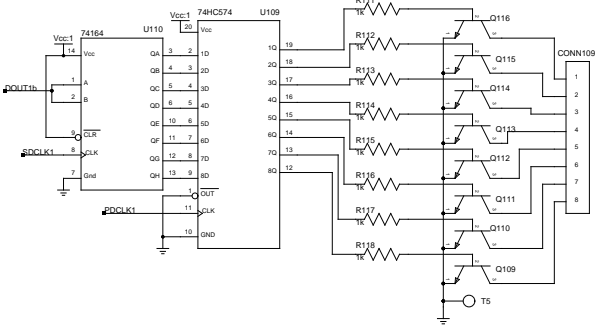 R111
1k
Vcc:1
74HC574
U109
Q116
Vcc:1
74164
U110
20
Vcc
R112
1k
Q115
CONN109
14
Vcc
QA
3
2
1D
1Q
19
QB
4
3
2D
2Q
18
R113
1k
Q114
1
DOUT1b
1
A
QC
5
4
3D
3Q
17
2
2
B
QD
6
5
4D
4Q
16
R114
1k
Q113
3
QE
10
6
5D
5Q
15
4
9
CLR
QF
11
7
6D
6Q
14
R115
1k
Q112
5
SDCLK1
8
CLK
QG
12
8
7D
7Q
13
6
7
Gnd
QH
13
9
8D
8Q
12
R116
1k
Q111
7
1
OUT
8
PDCLK1
11
CLK
R117
1k
Q110
10
GND
R118
1k
Q109
T5